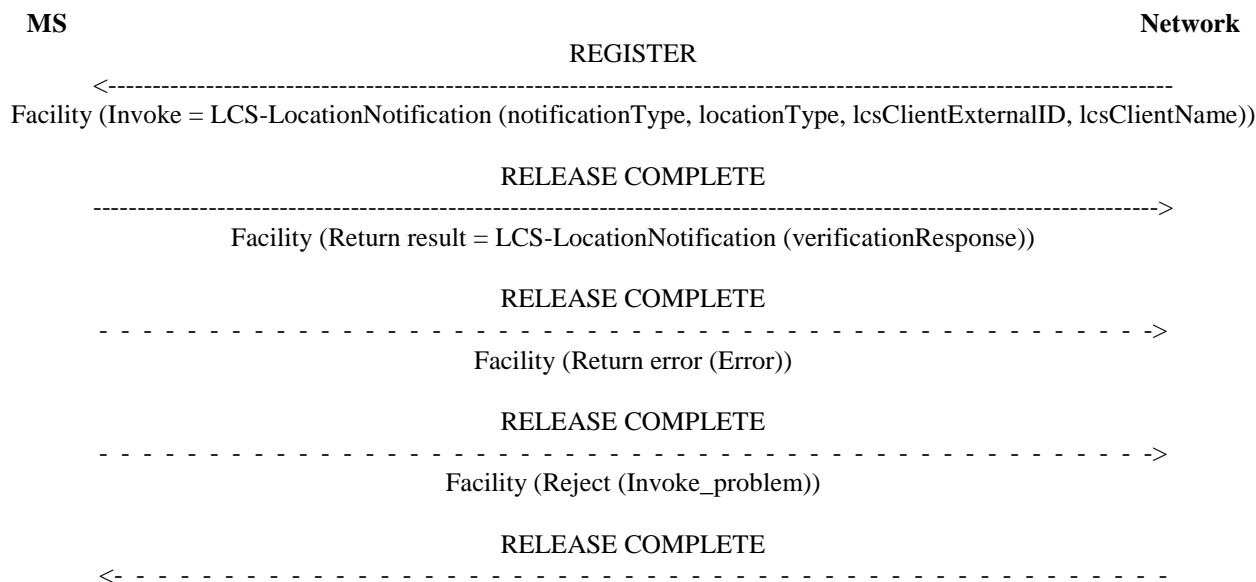 MS Network
REGISTER
<------------------------------------------------------------------------------------------------------------------------
Facility (Invoke = LCS-LocationNotification (notificationType, locationType, lcsClientExternalID, lcsClientName))
RELEASE COMPLETE
------------------------------------------------------------------------------------------------------------------------>
Facility (Return result = LCS-LocationNotification (verificationResponse))
RELEASE COMPLETE
- - - - - - - - - - - - - - - - - - - - - - - - - - - - - - - - - - - - - - - - - - - - - - - ->
Facility (Return error (Error))
RELEASE COMPLETE
- - - - - - - - - - - - - - - - - - - - - - - - - - - - - - - - - - - - - - - - - - - - - - - ->
Facility (Reject (Invoke_problem))
RELEASE COMPLETE
<- - - - - - - - - - - - - - - - - - - - - - - - - - - - - - - - - - - - - - - - - - - - - - - -